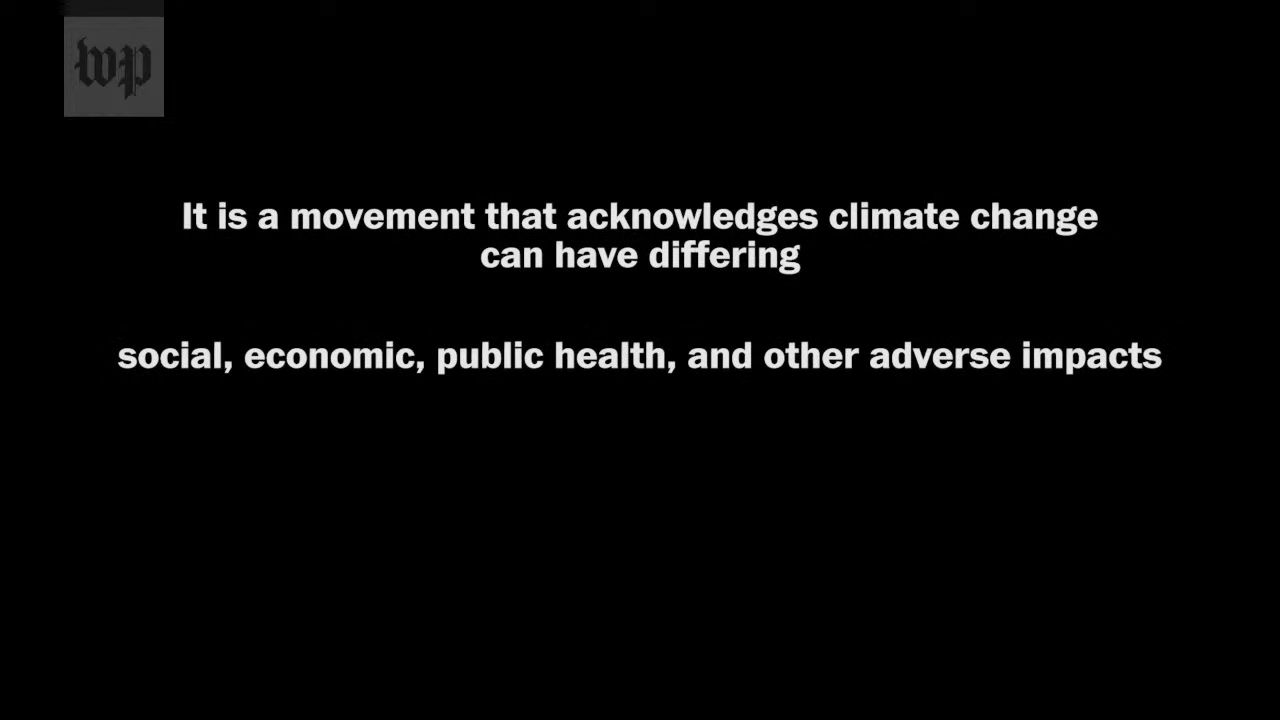 wp
It is a movement that acknowledges climate change
can have differing
social, economic, public health, and other adverse impacts